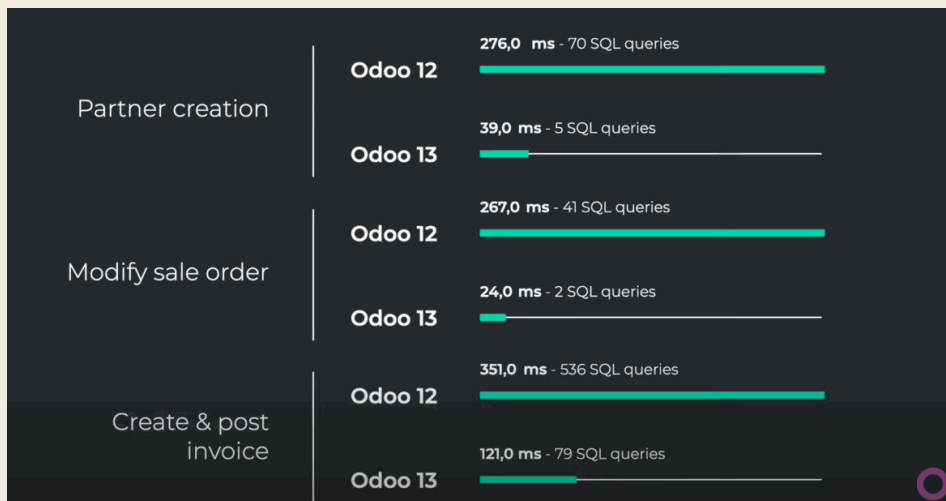 276,0 ms - 70 SQL queries
Odoo 12
Partner creation
39,0 ms - 5 SQL queries
Odoo 13
267,0 ms - 41 SQL queries
Odoo 12
Modify sale order
24,0 ms - 2 SQL queries
Odoo 13
351,0 ms - 536 SQL queries
Odoo 12
Create & post
invoice
121,0 ms - 79 SQL queries
Odoo 13